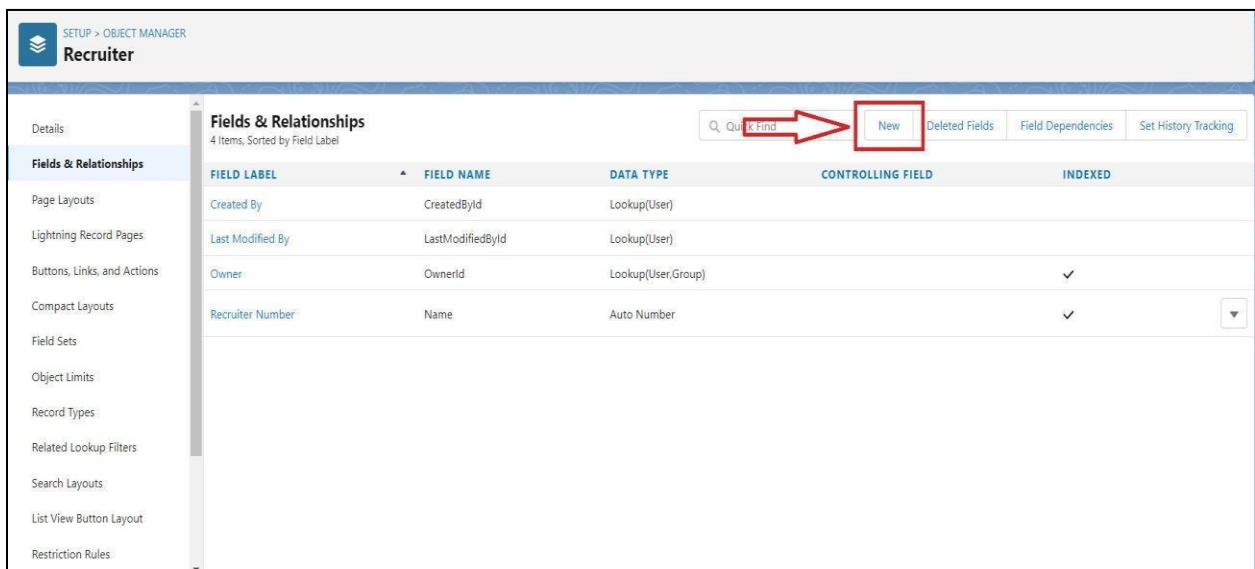 SETUP > OBJECT MANAGER
Recruiter
Details
Fields & Relationships
Page Layouts
Lightning Record Pages
Buttons, Links, and Actions
Compact Layouts
Field Sets
Object Limits
Record Types
Related Lookup Filters
Search Layouts
List View Button Layout
Restriction Rules
Fields & Relationships
4 Items, Sorted by Field Label
Quick Find
New
Deleted Fields
Field Dependencies
Set History Tracking
FIELD LABEL FIELD NAME DATA TYPE CONTROLLING FIELD INDEXED
Created By CreatedById Lookup(User)
Last Modified By LastModifiedById Lookup(User)
Owner OwnerId Lookup(User,Group)
Recruiter Number Name Auto Number